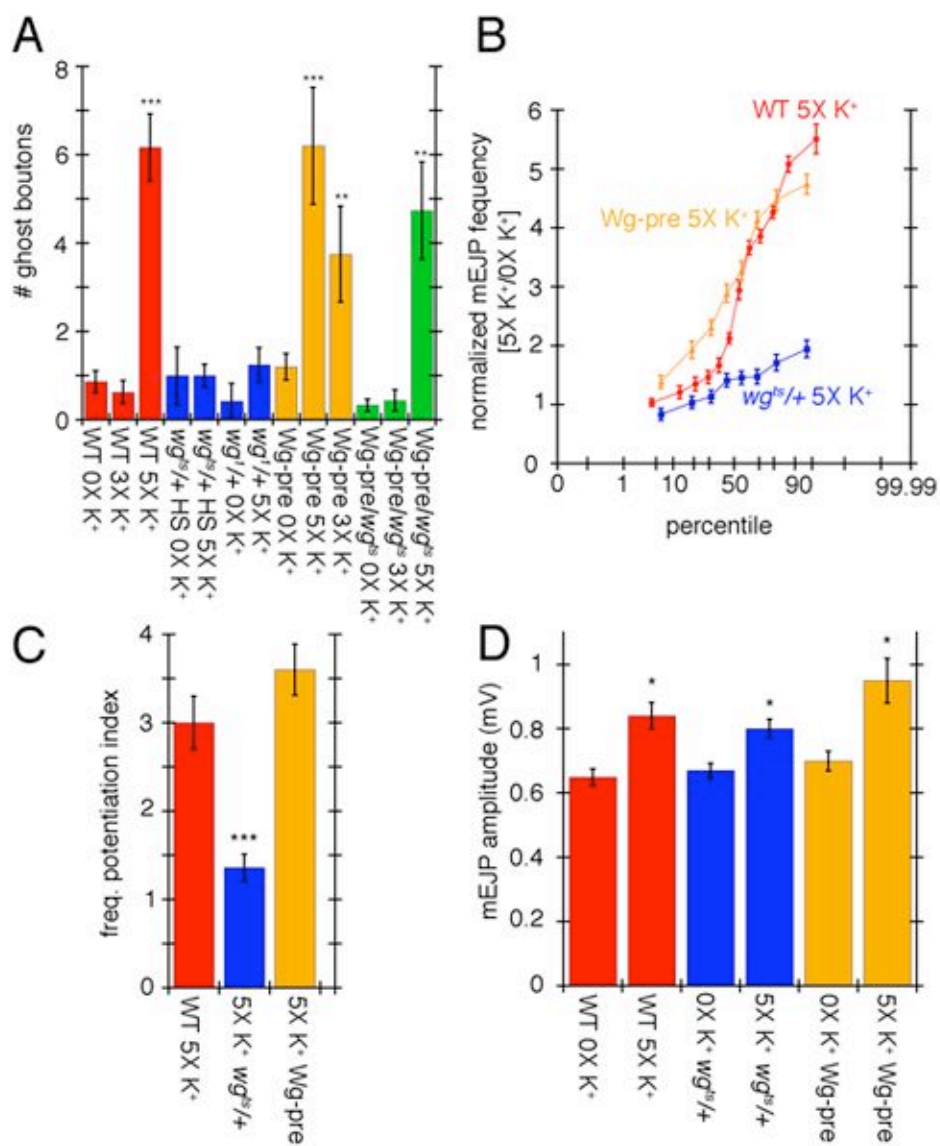 A
8
6
4
2
0
# ghost boutons
***
***
**
**
WT 0X K⁺
WT 3X K⁺
WT 5X K⁺
wgᵗˢ/+ HS 0X K⁺
wgᵗˢ/+ HS 5X K⁺
wg¹/+ 0X K⁺
wg¹/+ 5X K⁺
Wg-pre 0X K⁺
Wg-pre 5X K⁺
Wg-pre 3X K⁺
Wg-pre/wgᵗˢ 0X K⁺
Wg-pre/wgᵗˢ 3X K⁺
Wg-pre/wgᵗˢ 5X K⁺
B
normalized mEJP fequency
[5X K⁺/0X K⁺]
6
5
4
3
2
1
0
WT 5X K⁺
Wg-pre 5X K⁺
wgᵗˢ/+ 5X K⁺
0 1 10 50 90 99.99
percentile
C
freq. potentiation index
4
3
2
1
0
***
WT 5X K⁺
5X K⁺ wgᵗˢ/+
5X K⁺ Wg-pre
D
mEJP amplitude (mV)
1
0.8
0.6
0.4
0.2
0
*
*
*
WT 0X K⁺
WT 5X K⁺
0X K⁺ wgᵗˢ/+
5X K⁺ wgᵗˢ/+
0X K⁺ Wg-pre
5X K⁺ Wg-pre